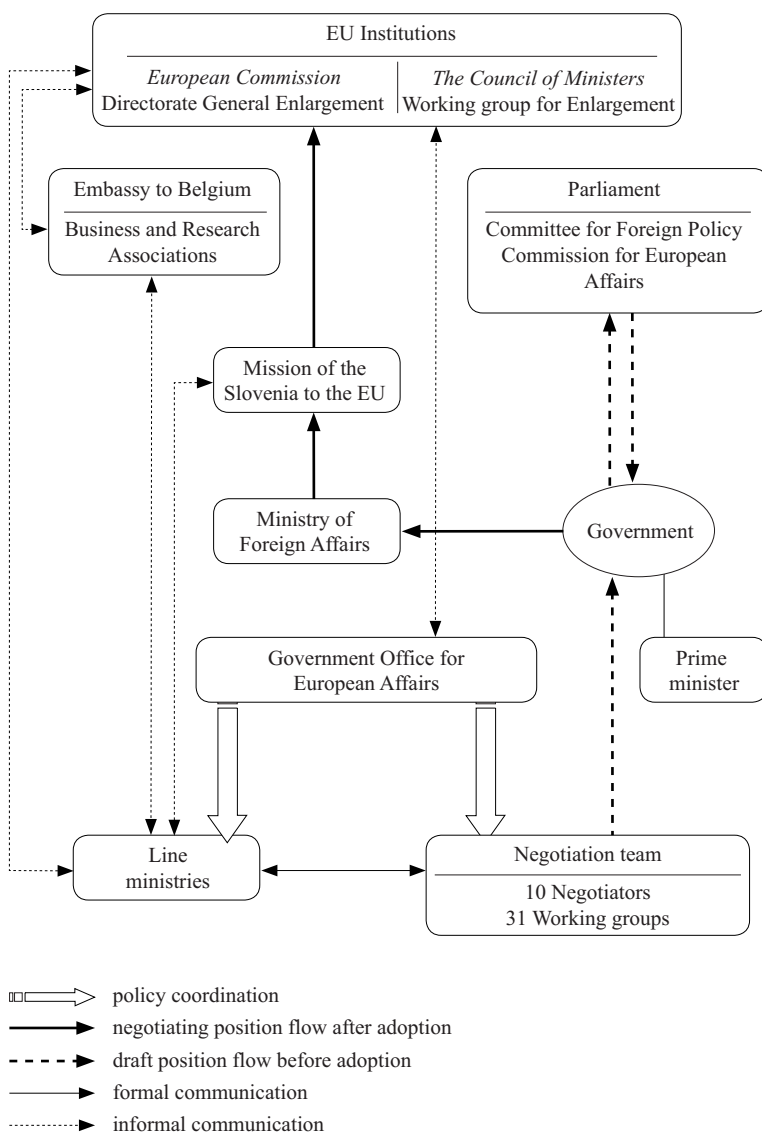 EU Institutions
European Commission
Directorate General Enlargement
The Council of Ministers
Working group for Enlargement
Embassy to Belgium
Business and Research
Associations
Parliament
Committee for Foreign Policy
Commission for European
Affairs
Mission of the
Slovenia to the EU
Ministry of
Foreign Affairs
Government
Government Office for
European Affairs
Prime
minister
Line
ministries
Negotiation team
10 Negotiators
31 Working groups
policy coordination
negotiating position flow after adoption
draft position flow before adoption
formal communication
informal communication